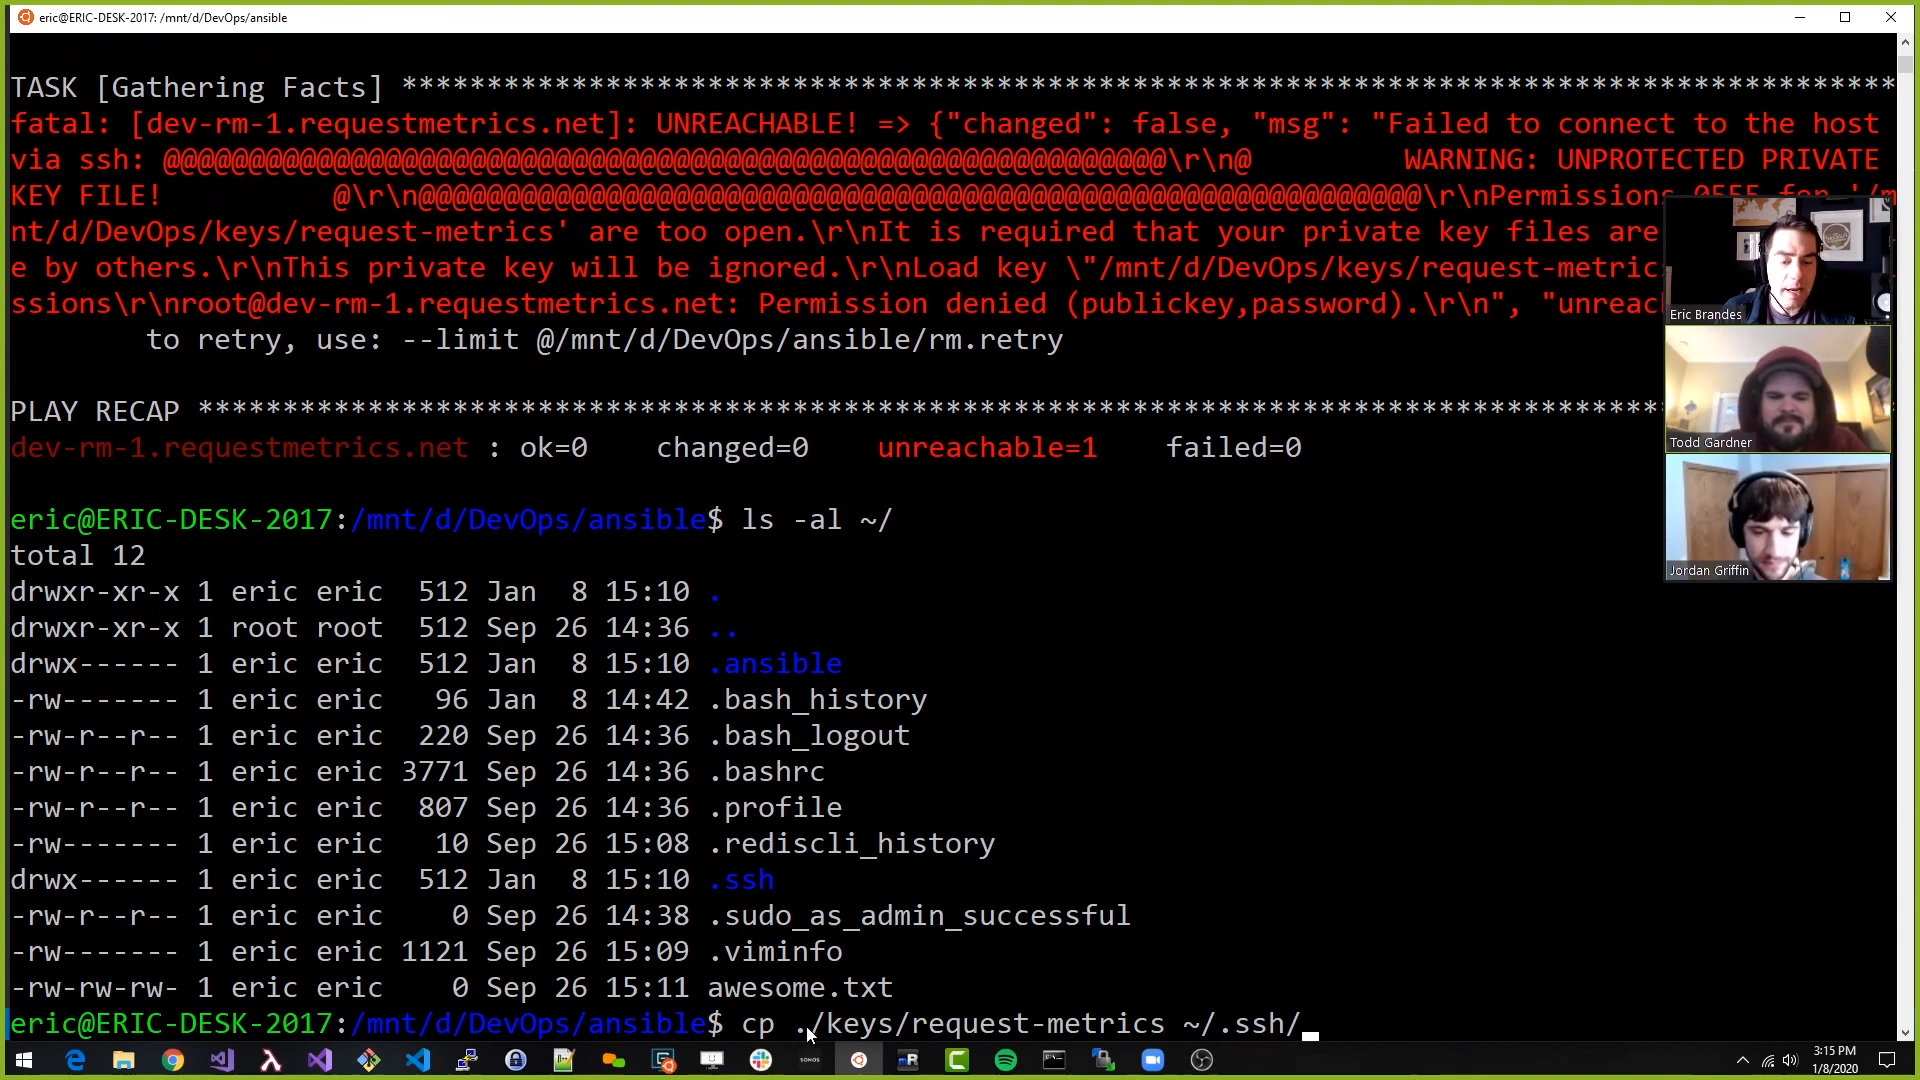 eric@ERIC-DESK-2017: /mnt/d/DevOps/ansible
TASK [Gathering Facts] ****************************************************************************************
fatal: [dev-rm-1.requestmetrics.net]: UNREACHABLE! => {"changed": false, "msg": "Failed to connect to the host
via ssh: @@@@@@@@@@@@@@@@@@@@@@@@@@@@@@@@@@@@@@@@@@@@@@@@@@@@@@@@@@@\r\n@         WARNING: UNPROTECTED PRIVATE
KEY FILE!          @\r\n@@@@@@@@@@@@@@@@@@@@@@@@@@@@@@@@@@@@@@@@@@@@@@@@@@@@@@@@@@@\r\nPermissions 0555 for '/m
nt/d/DevOps/keys/request-metrics' are too open.\r\nIt is required that your private key files are
e by others.\r\nThis private key will be ignored.\r\nLoad key \"/mnt/d/DevOps/keys/request-metric
ssions\r\nroot@dev-rm-1.requestmetrics.net: Permission denied (publickey,password).\r\n", "unreac
to retry, use: --limit @/mnt/d/DevOps/ansible/rm.retry
PLAY RECAP **************************************************************************************
dev-rm-1.requestmetrics.net : ok=0    changed=0    unreachable=1    failed=0
eric@ERIC-DESK-2017:/mnt/d/DevOps/ansible$ ls -al ~/
total 12
drwxr-xr-x 1 eric eric  512 Jan  8 15:10 .
drwxr-xr-x 1 root root  512 Sep 26 14:36 ..
drwx------ 1 eric eric  512 Jan  8 15:10 .ansible
-rw------- 1 eric eric   96 Jan  8 14:42 .bash_history
-rw-r--r-- 1 eric eric  220 Sep 26 14:36 .bash_logout
-rw-r--r-- 1 eric eric 3771 Sep 26 14:36 .bashrc
-rw-r--r-- 1 eric eric  807 Sep 26 14:36 .profile
-rw------- 1 eric eric   10 Sep 26 15:08 .rediscli_history
drwx------ 1 eric eric  512 Jan  8 15:10 .ssh
-rw-r--r-- 1 eric eric    0 Sep 26 14:38 .sudo_as_admin_successful
-rw------- 1 eric eric 1121 Sep 26 15:09 .viminfo
-rw-rw-rw- 1 eric eric    0 Sep 26 15:11 awesome.txt
eric@ERIC-DESK-2017:/mnt/d/DevOps/ansible$ cp ./keys/request-metrics ~/.ssh/
Eric Brandes
Todd Gardner
Jordan Griffin
SONOS
3:15 PM
1/8/2020